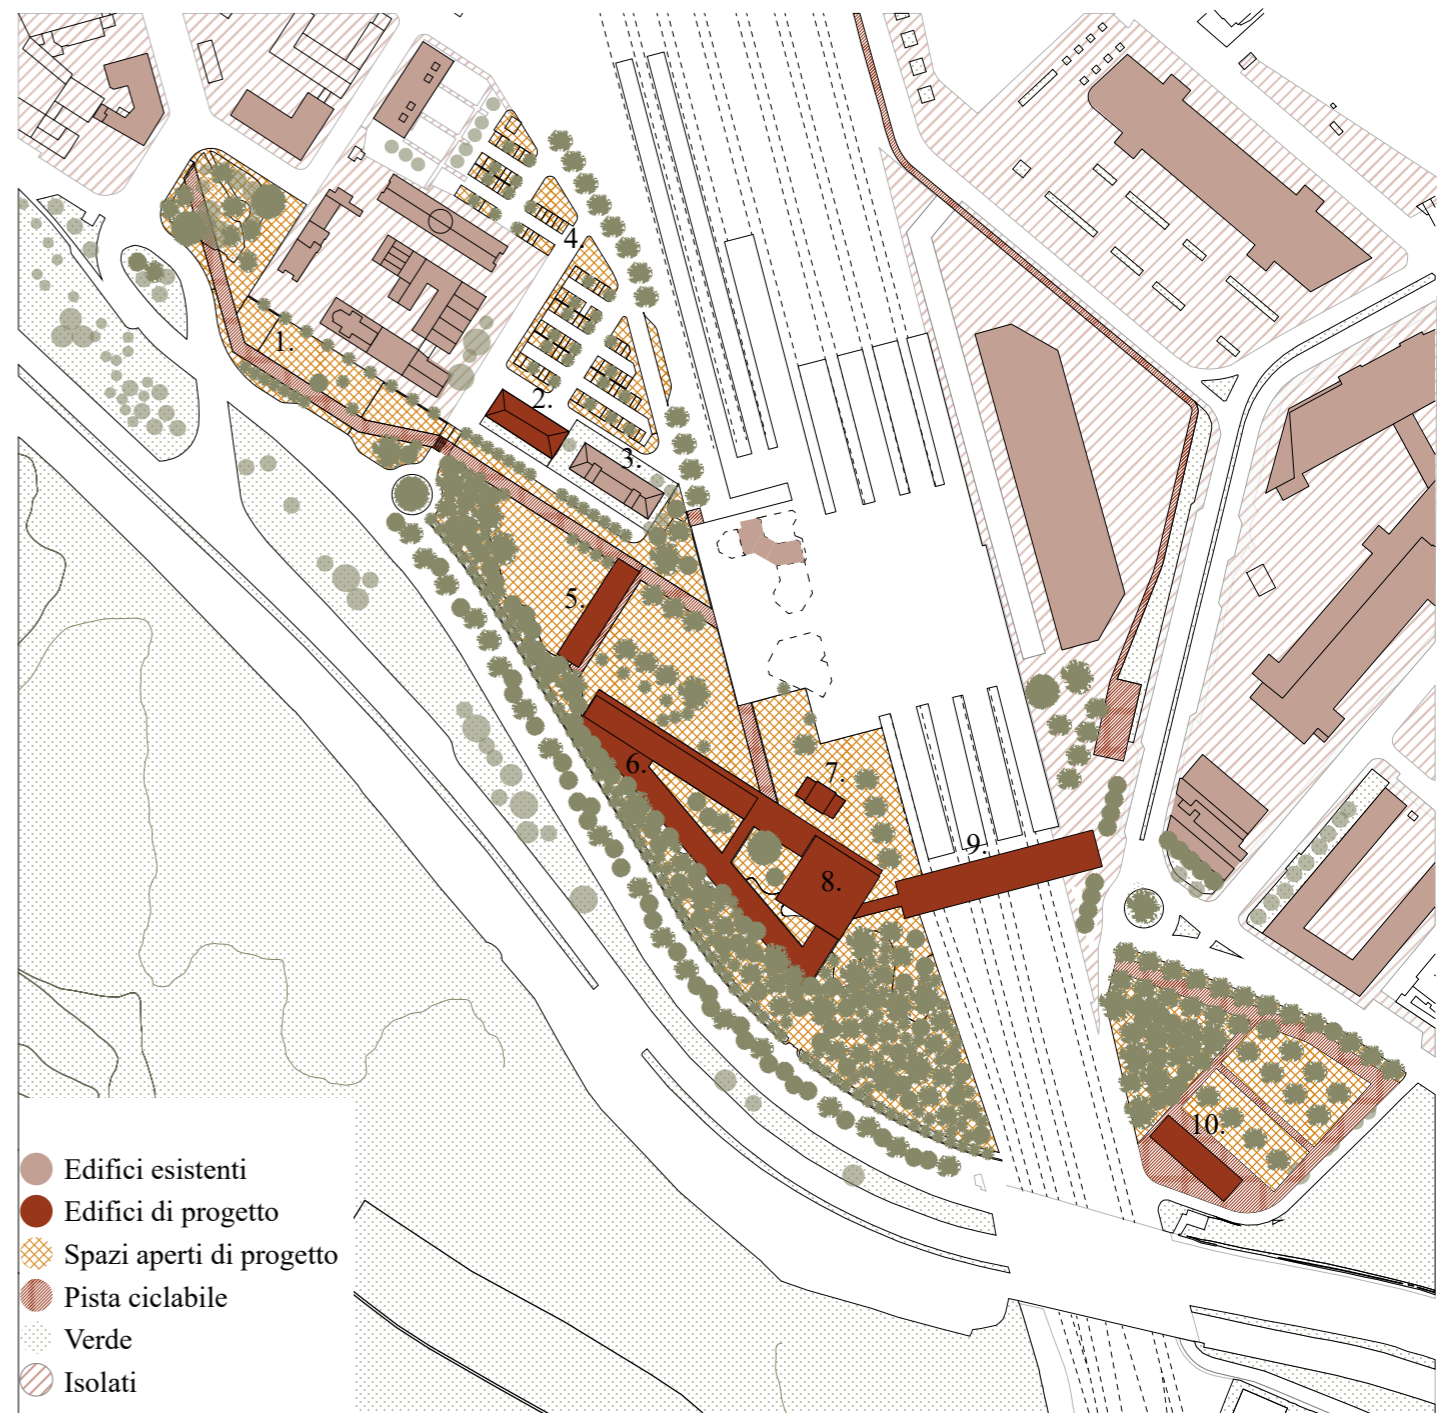 1.
4.
2.
3.
5.
6.
7.
8.
9.
10.
Edifici esistenti
Edifici di progetto
Spazi aperti di progetto
Pista ciclabile
Verde
Isolati